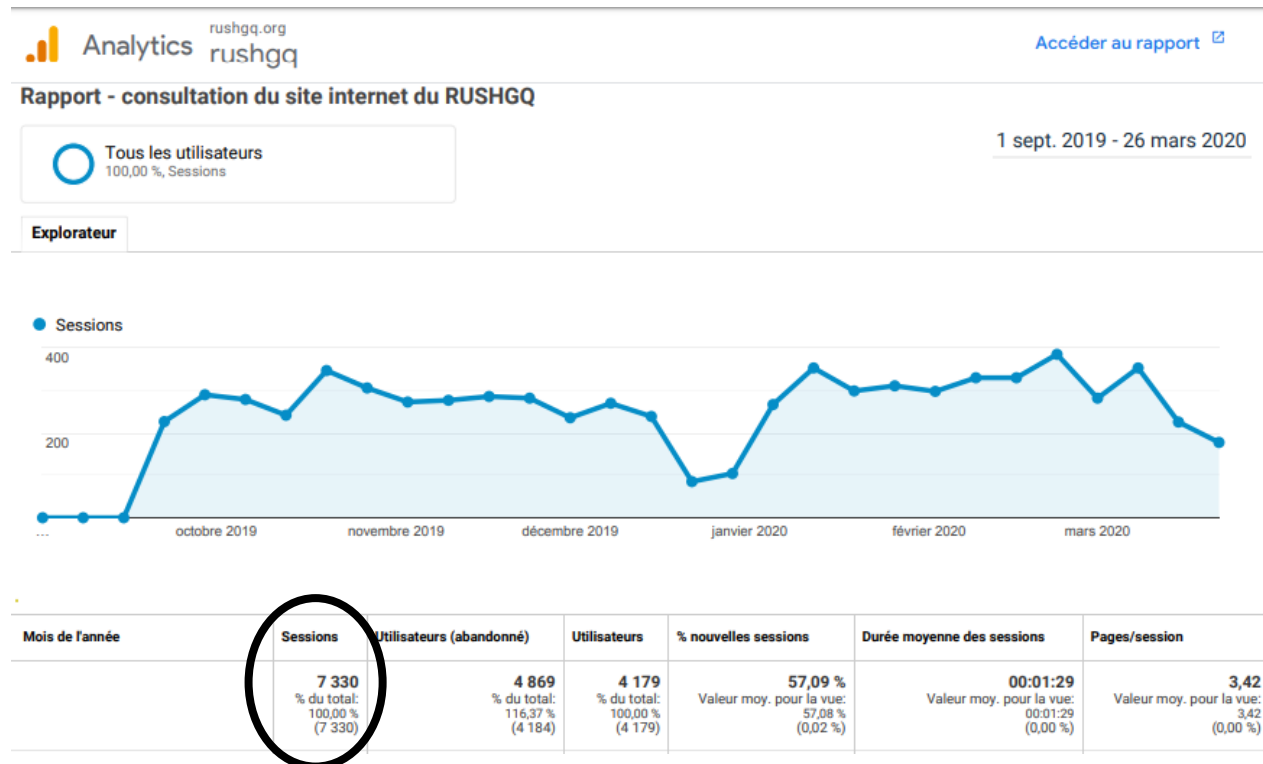 Analytics
rushgq.org
rushgq
Accéder au rapport
Rapport - consultation du site internet du RUSHGQ
Tous les utilisateurs
100,00 %, Sessions
1 sept. 2019 - 26 mars 2020
Explorateur
Sessions
400
200
... octobre 2019 novembre 2019 décembre 2019 janvier 2020 février 2020 mars 2020
Mois de l'année Sessions Utilisateurs (abandonné) Utilisateurs % nouvelles sessions Durée moyenne des sessions Pages/session
7 330 4 869 4 179 57,09 % 00:01:29 3,42
% du total: % du total: % du total: Valeur moy. pour la vue: Valeur moy. pour la vue: Valeur moy. pour la vue:
100,00 % 116,37 % 100,00 % 57,08 % 00:01:29 3,42
(7 330) (4 184) (4 179) (0,02 %) (0,00 %) (0,00 %)